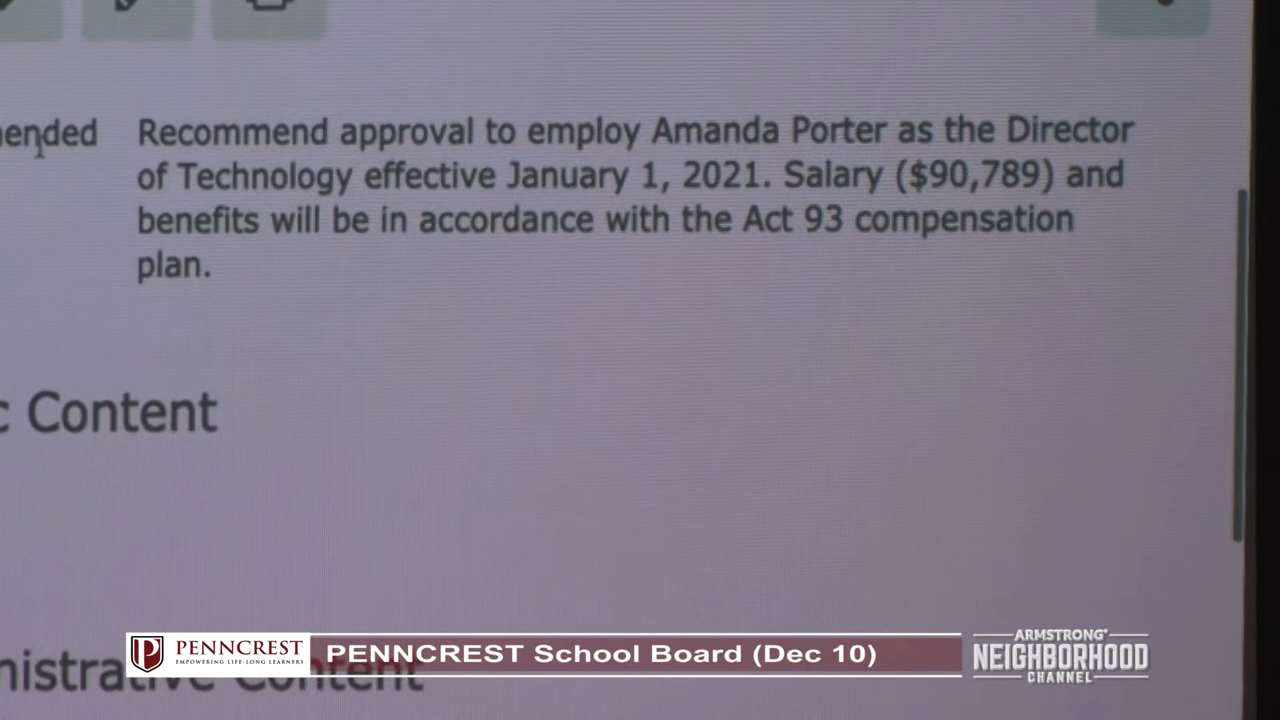 Recommend approval to employ Amanda Porter as the Director
of Technology effective January 1, 2021. Salary ($90,789) and
benefits will be in accordance with the Act 93 compensation
plan.
Content
Content
PENNCREST
EMPOWERING LIFE-LONG LEARNERS
PENNCREST School Board (Dec 10)
ARMSTRONG®
NEIGHBORHOOD
CHANNEL